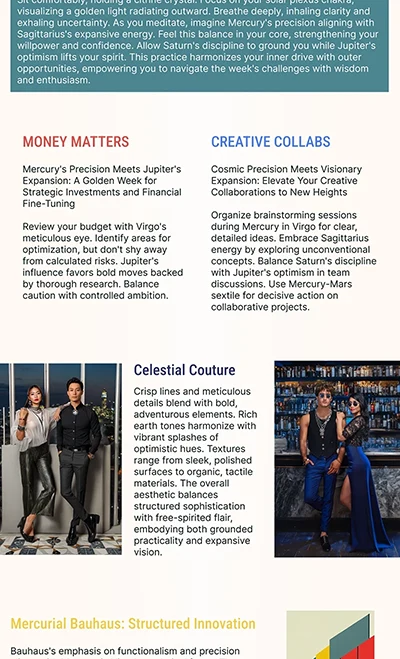 Sit comfortably, holding a citrine crystal. Focus on your solar plexus chakra,
visualizing a golden light radiating outward. Breathe deeply, inhaling clarity and
exhaling uncertainty. As you meditate, imagine Mercury's precision aligning with
Sagittarius's expansive energy. Feel this balance in your core, strengthening your
willpower and confidence. Allow Saturn's discipline to ground you while Jupiter's
optimism lifts your spirit. This practice harmonizes your inner drive with outer
opportunities, empowering you to navigate the week's challenges with wisdom
and enthusiasm.
MONEY MATTERS
Mercury's Precision Meets Jupiter's
Expansion: A Golden Week for
Strategic Investments and Financial
Fine-Tuning
Review your budget with Virgo's
meticulous eye. Identify areas for
optimization, but don't shy away
from calculated risks. Jupiter's
influence favors bold moves backed
by thorough research. Balance
caution with controlled ambition.
CREATIVE COLLABS
Cosmic Precision Meets Visionary
Expansion: Elevate Your Creative
Collaborations to New Heights
Organize brainstorming sessions
during Mercury in Virgo for clear,
detailed ideas. Embrace Sagittarius
energy by exploring unconventional
concepts. Balance Saturn's discipline
with Jupiter's optimism in team
discussions. Use Mercury-Mars
sextile for decisive action on
collaborative projects.
Celestial Couture
Crisp lines and meticulous
details blend with bold,
adventurous elements. Rich
earth tones harmonize with
vibrant splashes of
optimistic hues. Textures
range from sleek, polished
surfaces to organic, tactile
materials. The overall
aesthetic balances
structured sophistication
with free-spirited flair,
embodying both grounded
practicality and expansive
vision.
Mercurial Bauhaus: Structured Innovation
Bauhaus's emphasis on functionalism and precision